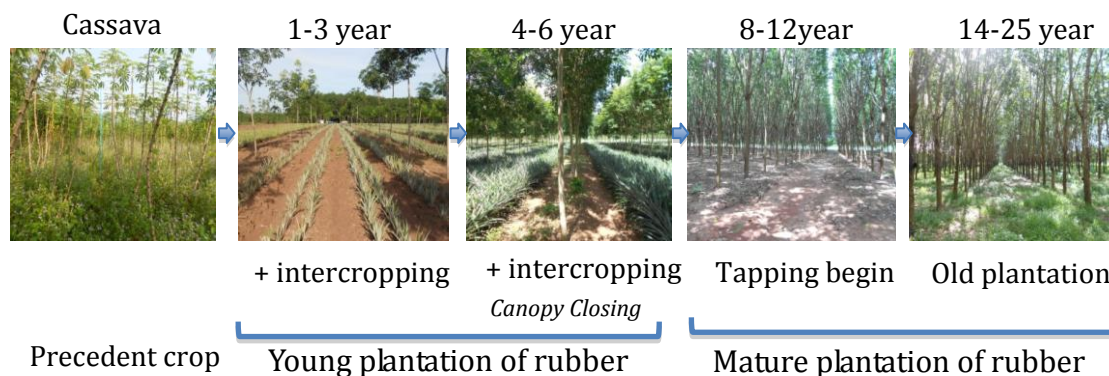 Cassava
1-3 year
4-6 year
8-12year
14-25 year
+ intercropping
+ intercropping
Tapping begin
Old plantation
Canopy Closing
Precedent crop
Young plantation of rubber
Mature plantation of rubber